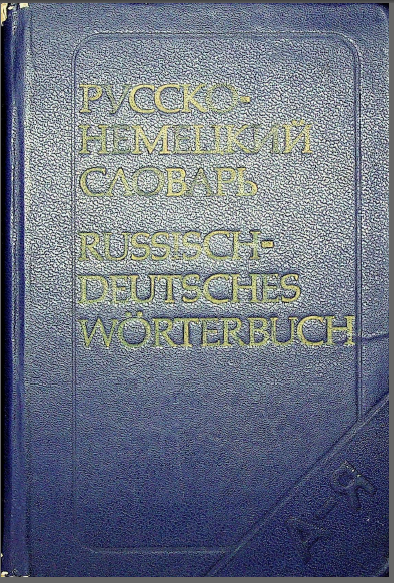 РУССКО-
НЕМЕЦКИЙ
СЛОВАРЬ
RUSSISCH-
DEUTSCHES
WÖRTERBUCH
А-Я